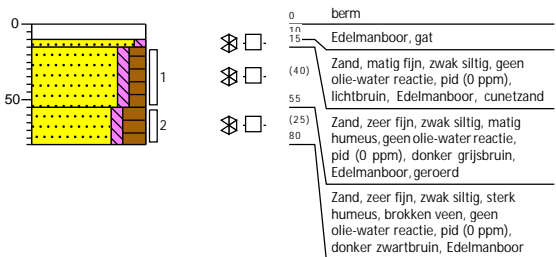 0
50
1
2
0
berm
10
15
Edelmanboor, gat
(40)
Zand, matig fijn, zwak siltig, geen
olie-water reactie, pid (0 ppm),
lichtbruin, Edelmanboor, cunetzand
55
(25)
Zand, zeer fijn, zwak siltig, matig
humeus, geen olie-water reactie,
pid (0 ppm), donker grijsbruin,
Edelmanboor, geroerd
80
Zand, zeer fijn, zwak siltig, sterk
humeus, brokken veen, geen
olie-water reactie, pid (0 ppm),
donker zwartbruin, Edelmanboor